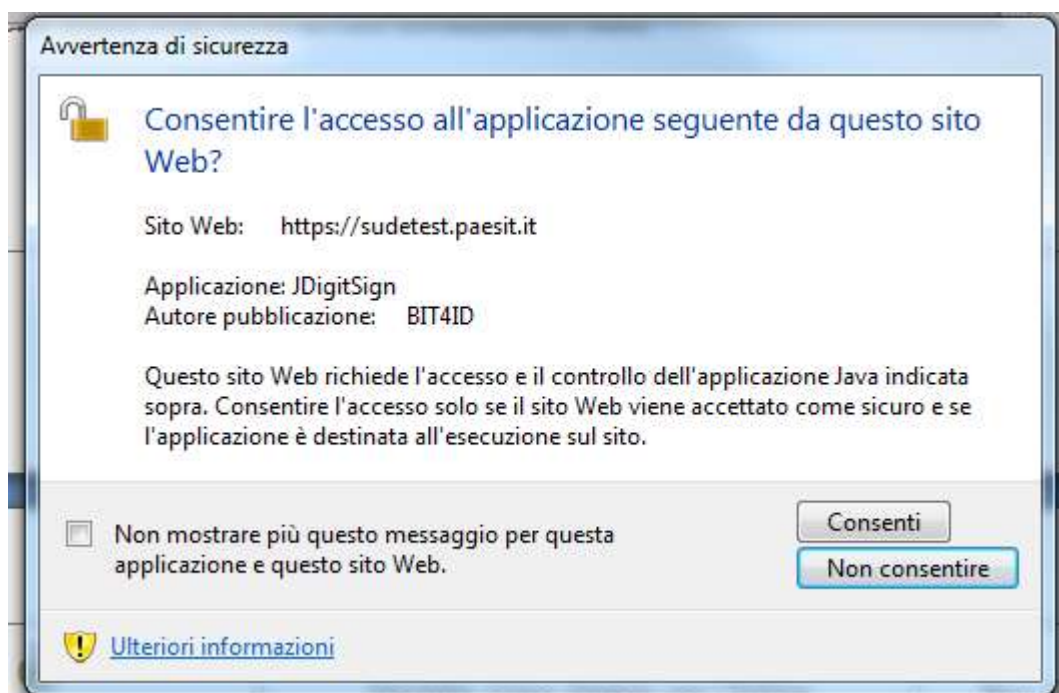 Avvertenza di sicurezza
Consentire l'accesso all'applicazione seguente da questo sito
Web?
Sito Web: https://sudetest.paesit.it
Applicazione: JDigitSign
Autore pubblicazione: BIT4ID
Questo sito Web richiede l'accesso e il controllo dell'applicazione Java indicata
sopra. Consentire l'accesso solo se il sito Web viene accettato come sicuro e se
l'applicazione è destinata all'esecuzione sul sito.
Non mostrare più questo messaggio per questa
applicazione e questo sito Web.
Consenti
Non consentire
Ulteriori informazioni